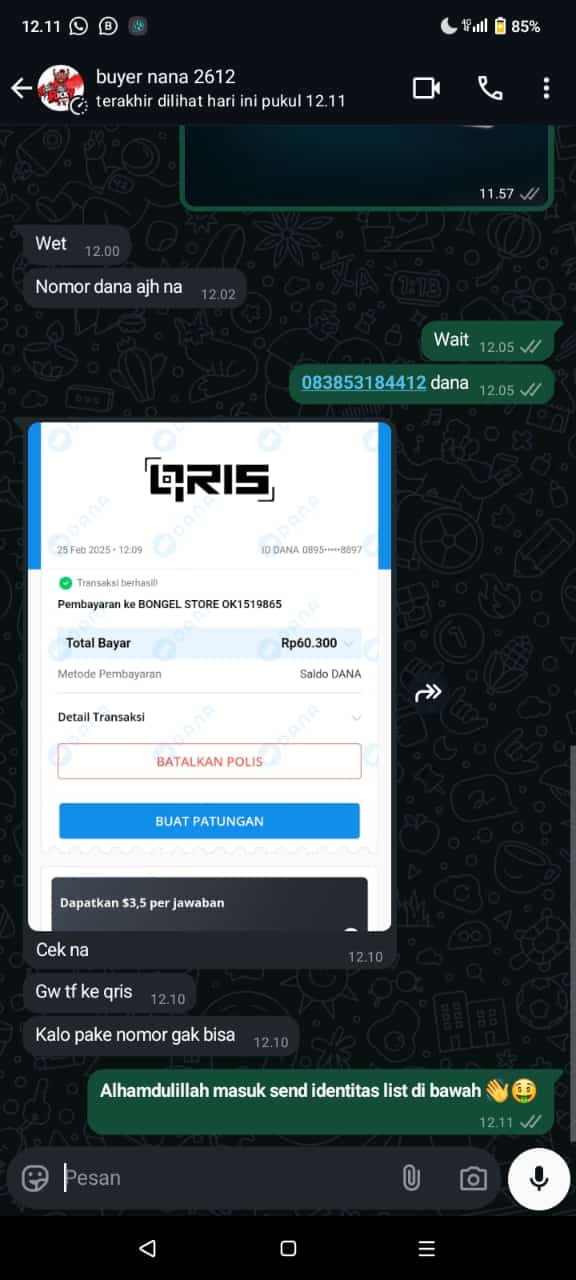 12.11
4G
85%
buyer nana 2612
terakhir dilihat hari ini pukul 12.11
11.57
Wet 12.00
Nomor dana ajh na 12.02
Wait 12.05
083853184412 dana 12.05
QRIS
25 Feb 2025 • 12:09 ID DANA 0895·····8897
Transaksi berhasil!
Pembayaran ke BONGEL STORE OK1519865
Total Bayar Rp60.300
Metode Pembayaran Saldo DANA
Detail Transaksi
BATALKAN POLIS
BUAT PATUNGAN
Dapatkan $3,5 per jawaban
DANA
Cek na 12.10
Gw tf ke qris 12.10
Kalo pake nomor gak bisa 12.10
Alhamdulillah masuk send identitas list di bawah 👋🤑
12.11
Pesan